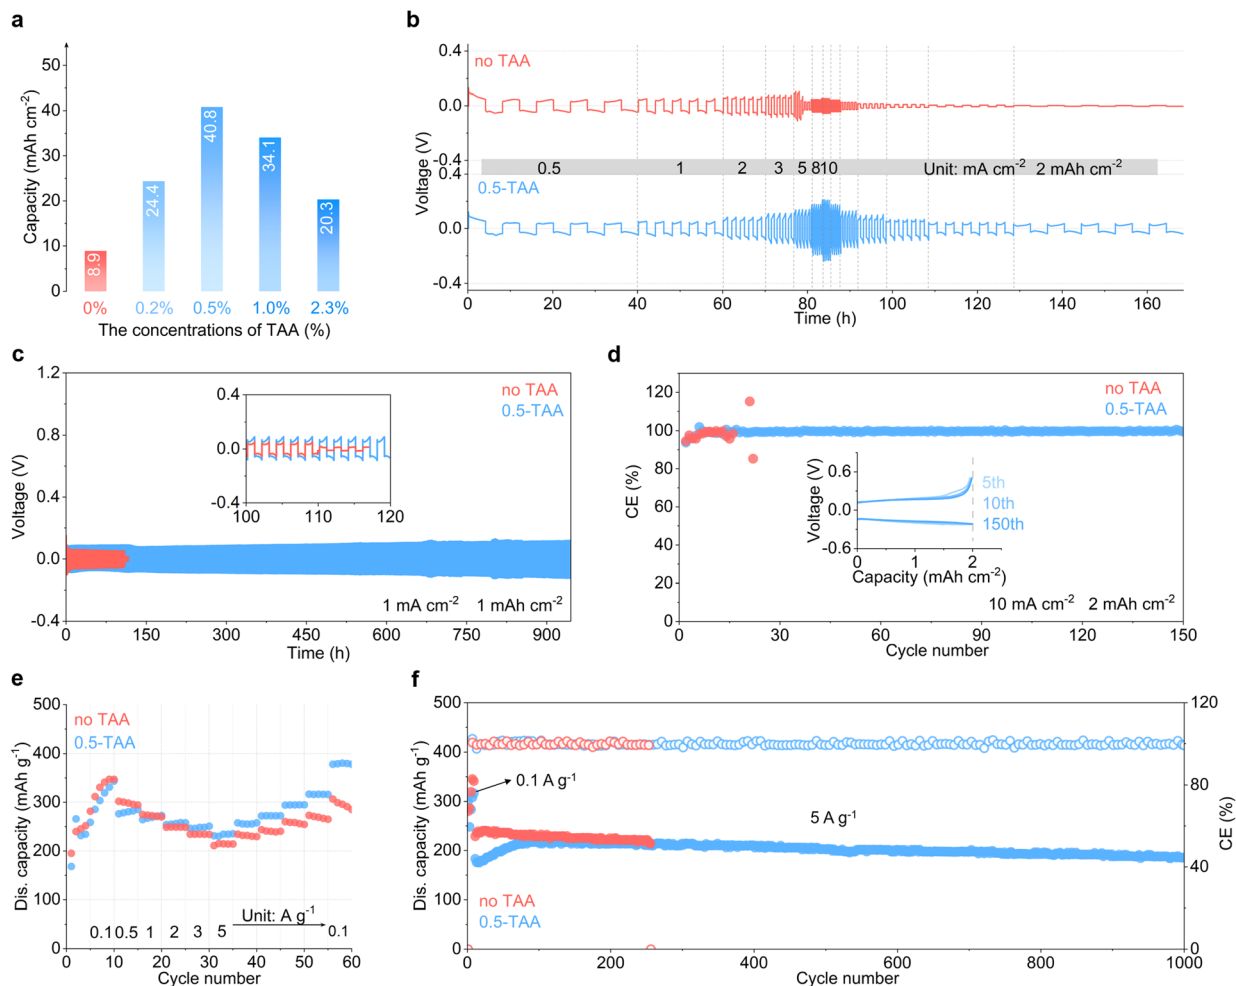 a
Capacity (mAh cm⁻²)
50
40
30
20
10
0
8.9
24.4
40.8
34.1
20.3
0% 0.2% 0.5% 1.0% 2.3%
The concentrations of TAA (%)
b
Voltage (V)
0.4
no TAA
0.0
-0.4
0.5 1 2 3 5 8 10 Unit: mA cm⁻² 2 mAh cm⁻²
0.4
0.5-TAA
0.0
-0.4
0 20 40 60 80 100 120 140 160
Time (h)
c
Voltage (V)
1.2
0.8
0.4
0.0
-0.4
no TAA
0.5-TAA
0.4
0.0
-0.4
100 110 120
1 mA cm⁻² 1 mAh cm⁻²
0 150 300 450 600 750 900
Time (h)
d
CE (%)
120
100
80
60
40
20
0
no TAA
0.5-TAA
Voltage (V)
0.6
0.0
-0.6
5th
10th
150th
0 1 2
Capacity (mAh cm⁻²)
10 mA cm⁻² 2 mAh cm⁻²
0 30 60 90 120 150
Cycle number
e
Dis. capacity (mAh g⁻¹)
500
400
300
200
100
0
no TAA
0.5-TAA
Unit: A g⁻¹
0.1 0.5 1 2 3 5 0.1
0 10 20 30 40 50 60
Cycle number
f
Dis. capacity (mAh g⁻¹)
500
400
300
200
100
0
0.1 A g⁻¹
5 A g⁻¹
no TAA
0.5-TAA
120
80
40
0
CE (%)
0 200 400 600 800 1000
Cycle number